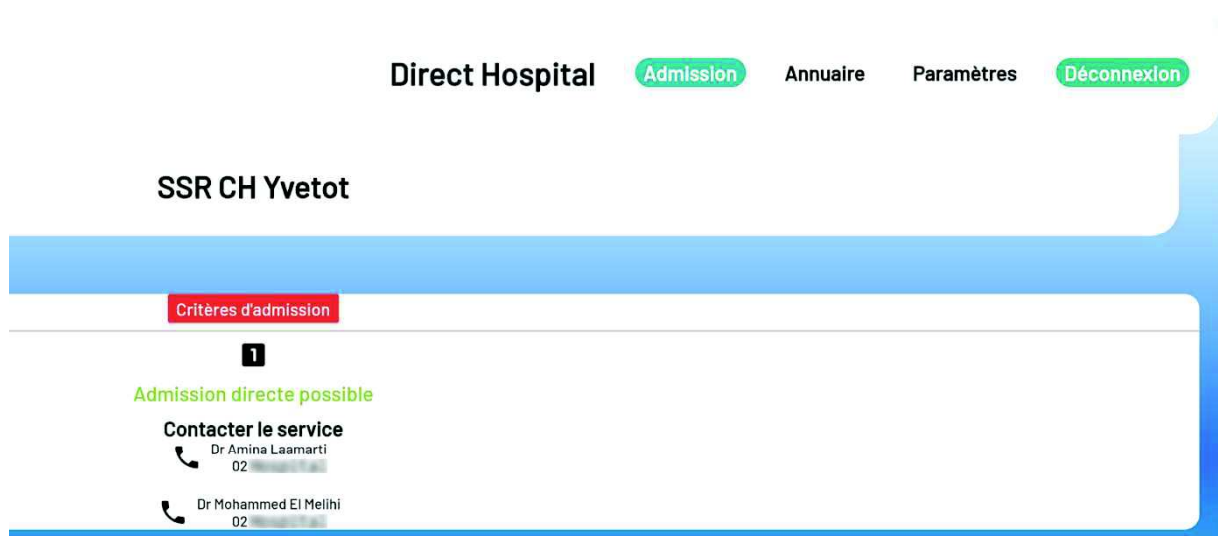 Direct Hospital Admission Annuaire Paramètres Déconnexion
SSR CH Yvetot
Critères d'admission
1
Admission directe possible
Contacter le service
Dr Amina Laamarti
02
Dr Mohammed El Melihi
02